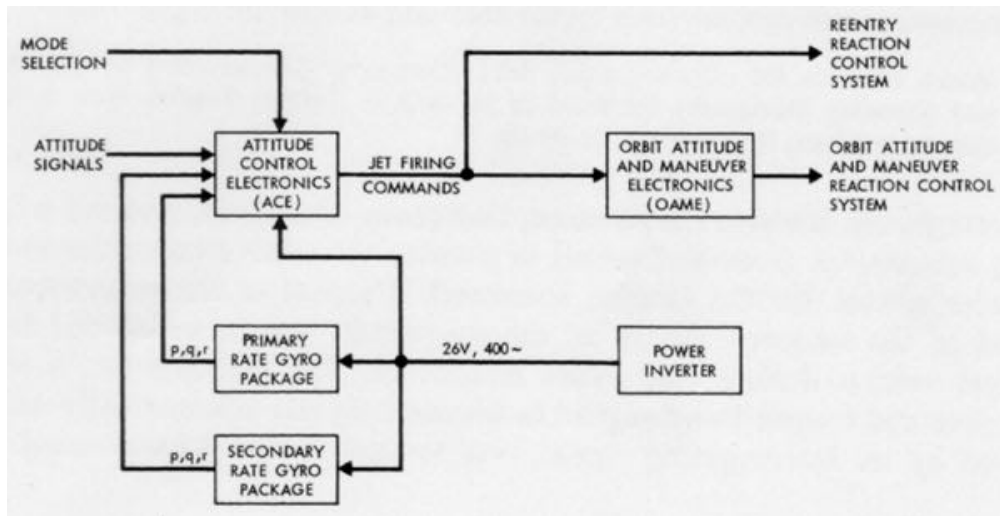 MODE
SELECTION
REENTRY
REACTION
CONTROL
SYSTEM
ATTITUDE
SIGNALS
ATTITUDE
CONTROL
ELECTRONICS
(ACE)
JET FIRING
COMMANDS
ORBIT ATTITUDE
AND MANEUVER
ELECTRONICS
(OAME)
ORBIT ATTITUDE
AND MANEUVER
REACTION CONTROL
SYSTEM
p,q,r
PRIMARY
RATE GYRO
PACKAGE
26V, 400~
POWER
INVERTER
p,q,r
SECONDARY
RATE GYRO
PACKAGE